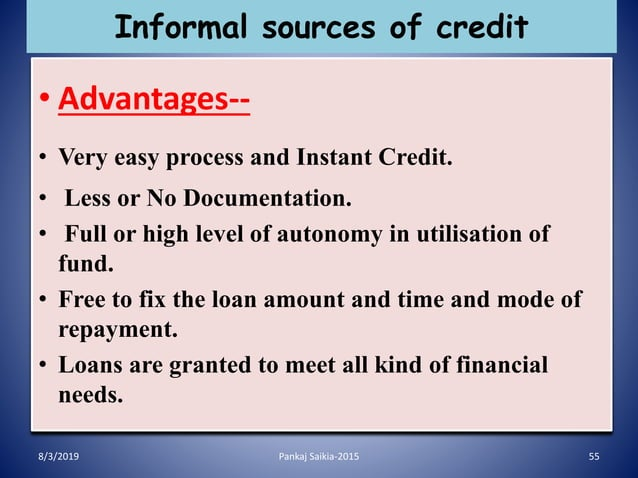 Informal sources of credit
• Advantages--
• Very easy process and Instant Credit.
• Less or No Documentation.
• Full or high level of autonomy in utilisation of
fund.
• Free to fix the loan amount and time and mode of
repayment.
• Loans are granted to meet all kind of financial
needs.
8/3/2019 Pankaj Saikia-2015 55